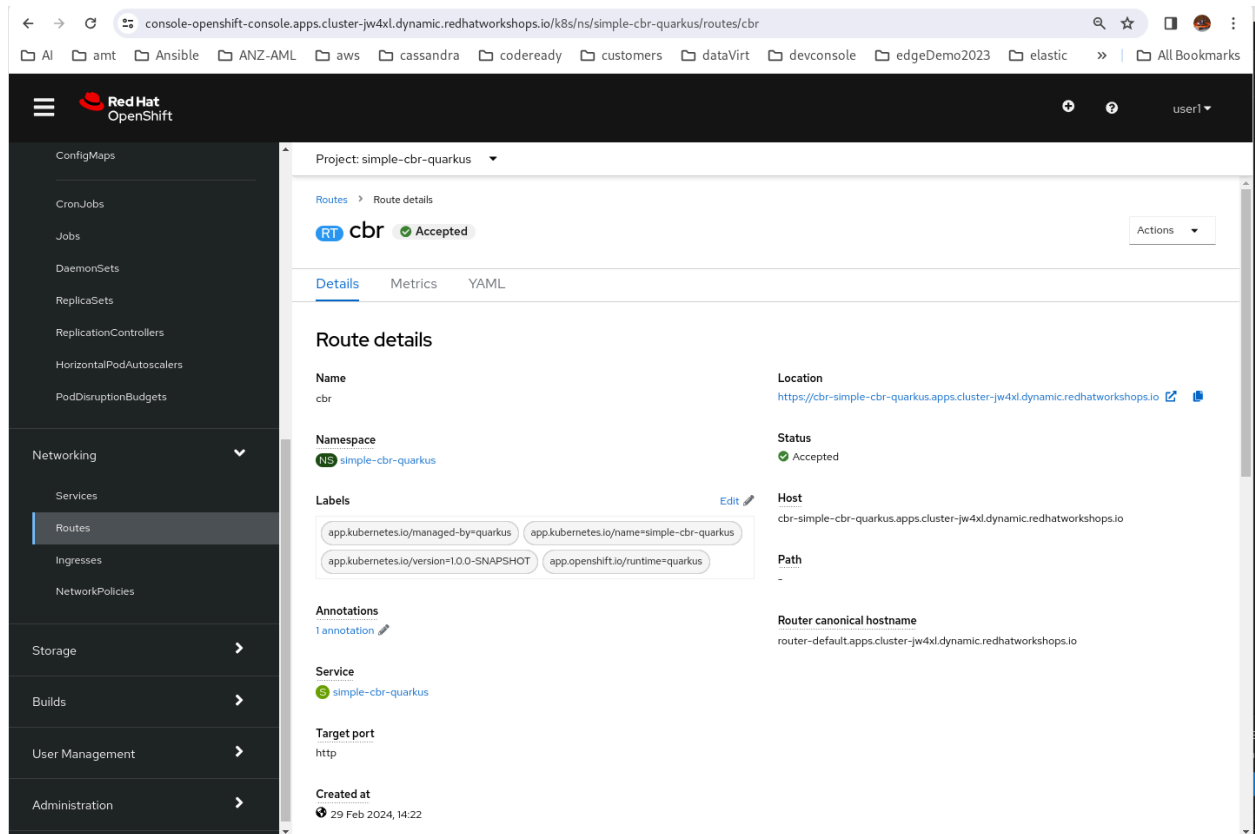 console-openshift-console.apps.cluster-jw4xl.dynamic.redhatworkshops.io/k8s/ns/simple-cbr-quarkus/routes/cbr
AI amt Ansible ANZ-AML aws cassandra codeready customers dataVirt devconsole edgeDemo2023 elastic » All Bookmarks
Red Hat
OpenShift
user1
ConfigMaps
CronJobs
Jobs
DaemonSets
ReplicaSets
ReplicationControllers
HorizontalPodAutoscalers
PodDisruptionBudgets
Networking
Services
Routes
Ingresses
NetworkPolicies
Storage
Builds
User Management
Administration
Project: simple-cbr-quarkus
Routes > Route details
RT cbr Accepted
Actions
Details Metrics YAML
Route details
Name
cbr
Namespace
NS simple-cbr-quarkus
Labels Edit
app.kubernetes.io/managed-by=quarkus app.kubernetes.io/name=simple-cbr-quarkus
app.kubernetes.io/version=1.0.0-SNAPSHOT app.openshift.io/runtime=quarkus
Annotations
1 annotation
Service
S simple-cbr-quarkus
Target port
http
Created at
29 Feb 2024, 14:22
Location
https://cbr-simple-cbr-quarkus.apps.cluster-jw4xl.dynamic.redhatworkshops.io
Status
Accepted
Host
cbr-simple-cbr-quarkus.apps.cluster-jw4xl.dynamic.redhatworkshops.io
Path
-
Router canonical hostname
router-default.apps.cluster-jw4xl.dynamic.redhatworkshops.io